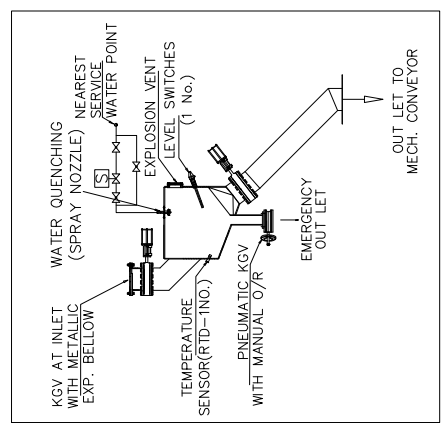 KGV AT INLET
WITH METALLIC
EXP. BELLOW
WATER QUENCHING
(SPRAY NOZZLE)
S
NEAREST
SERVICE
WATER POINT
EXPLOSION VENT
LEVEL SWITCHES
(1 No.)
TEMPERATURE
SENSOR(RTD-1NO.)
PNEUMATIC KGV
WITH MANUAL O/R
EMERGENCY
OUT LET
OUT LET TO
MECH. CONVEYOR